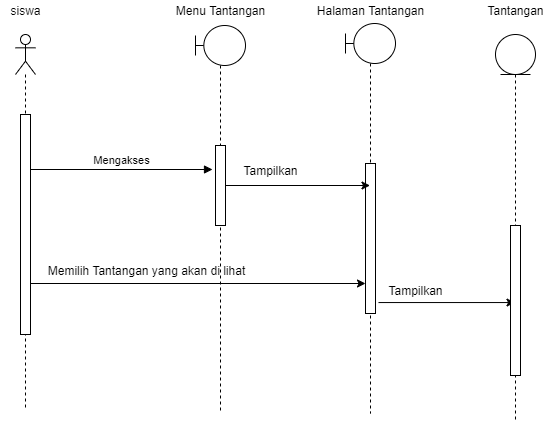 siswa
Menu Tantangan
Halaman Tantangan
Tantangan
Mengakses
Tampilkan
Memilih Tantangan yang akan di lihat
Tampilkan